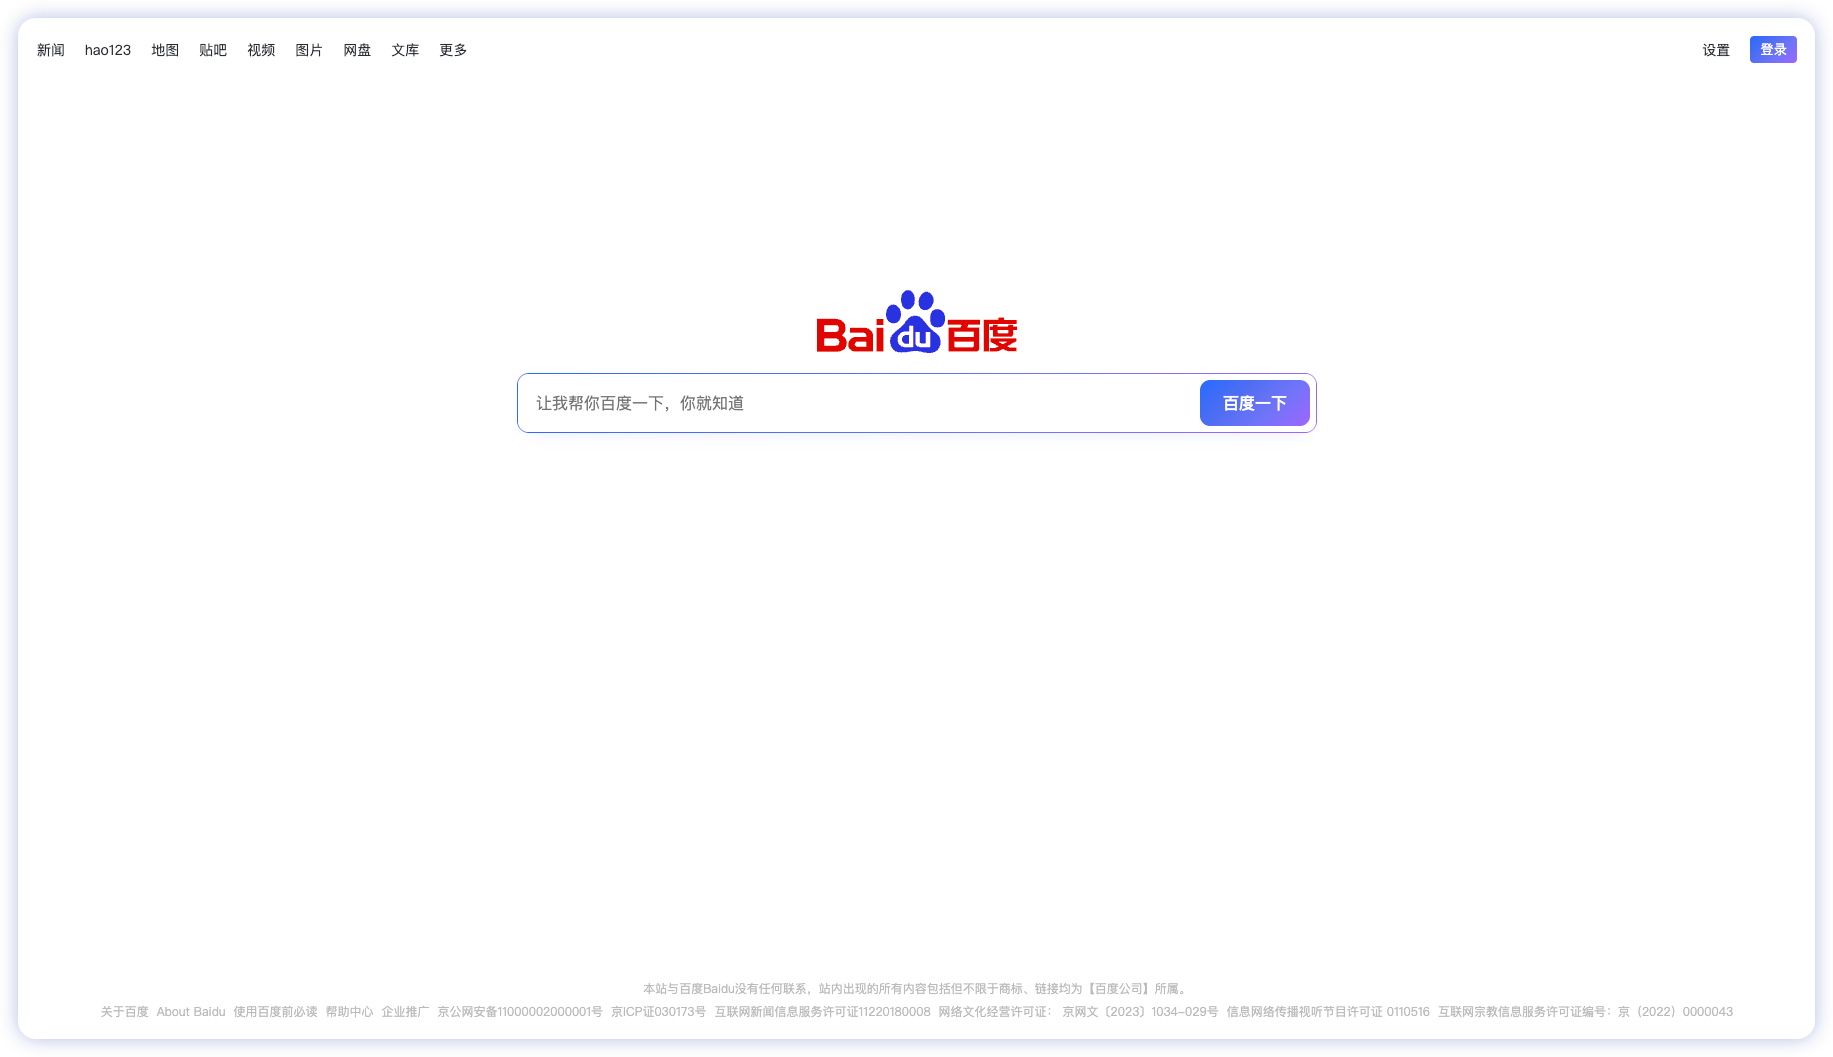 新闻 hao123 地图 贴吧 视频 图片 网盘 文库 更多 设置 登录
Bai du 百度
让我帮你百度一下，你就知道 百度一下
本站与百度Baidu没有任何联系，站内出现的所有内容包括但不限于商标、链接均为【百度公司】所属。
关于百度 About Baidu 使用百度前必读 帮助中心 企业推广 京公网安备11000002000001号 京ICP证030173号 互联网新闻信息服务许可证11220180008 网络文化经营许可证： 京网文〔2023〕1034-029号 信息网络传播视听节目许可证 0110516 互联网宗教信息服务许可证编号：京（2022）0000043